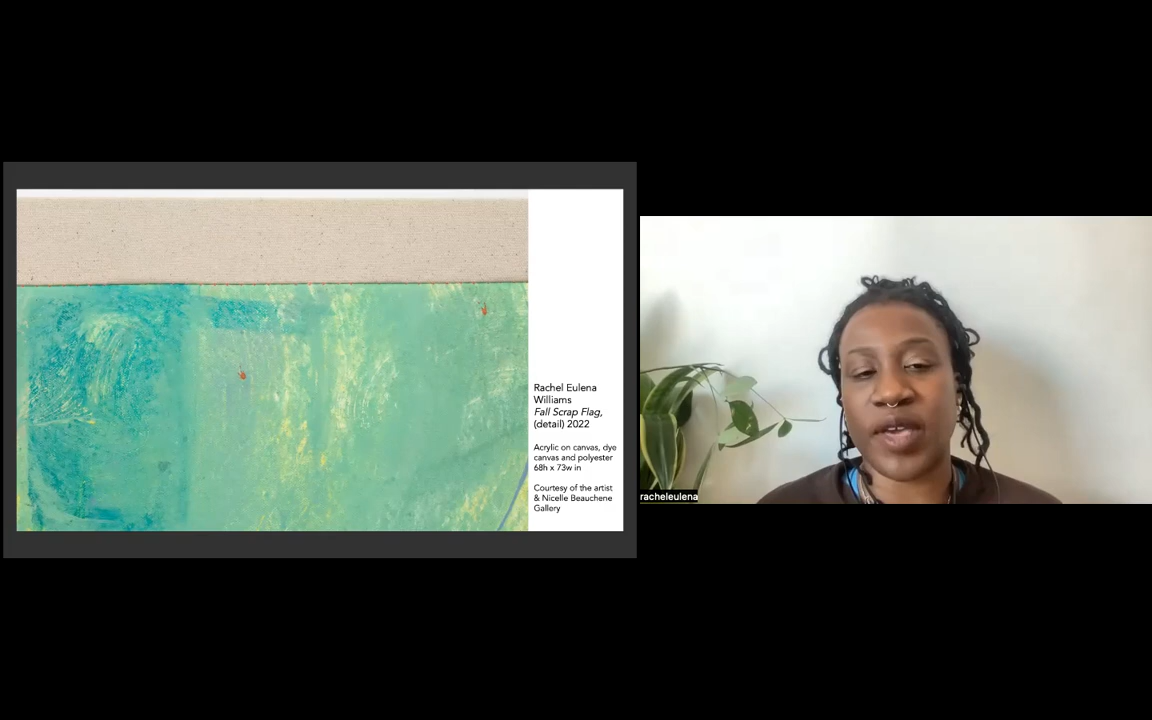 Rachel Eulena
Williams
Fall Scrap Flag,
(detail) 2022
Acrylic on canvas, dye
canvas and polyester
68h x 73w in
Courtesy of the artist
& Nicelle Beauchene
Gallery
racheleulena